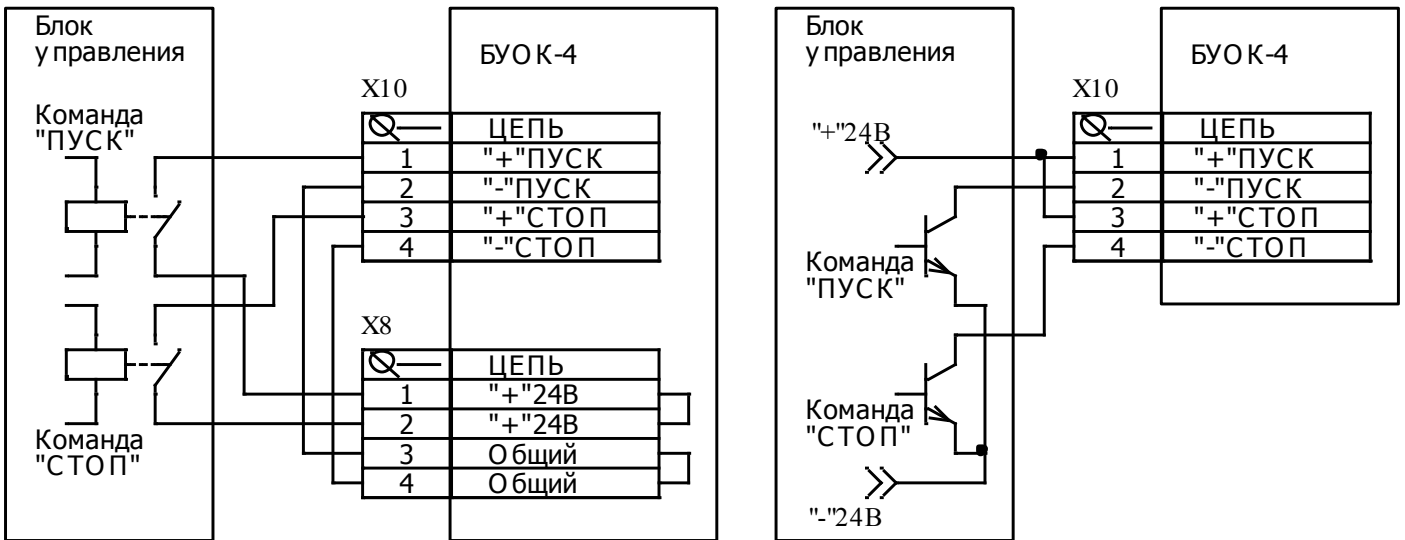 Блок
управления
БУОК-4
X10
Команда
"ПУСК"
ЦЕПЬ
1 "+"ПУСК
2 "-"ПУСК
3 "+"СТОП
4 "-"СТОП
X8
ЦЕПЬ
1 "+"24В
2 "+"24В
3 Общий
4 Общий
Команда
"СТОП"
Блок
управления
БУОК-4
X10
"+"24В
ЦЕПЬ
1 "+"ПУСК
2 "-"ПУСК
3 "+"СТОП
4 "-"СТОП
Команда
"ПУСК"
Команда
"СТОП"
"-"24В